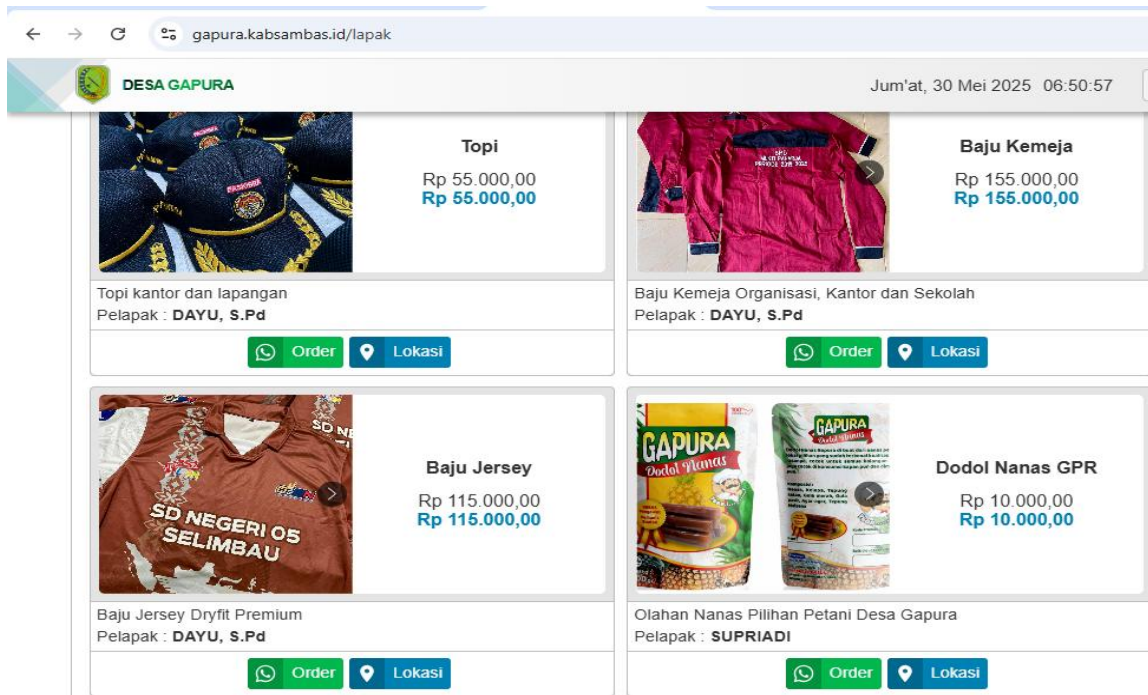 gapura.kabsambas.id/lapak
DESA GAPURA
Jum'at, 30 Mei 2025 06:50:57
PASKIBRA
Topi
Rp 55.000,00
Rp 55.000,00
Topi kantor dan lapangan
Pelapak : DAYU, S.Pd
Order
Lokasi
Baju Kemeja
Rp 155.000,00
Rp 155.000,00
Baju Kemeja Organisasi, Kantor dan Sekolah
Pelapak : DAYU, S.Pd
Order
Lokasi
SD NE
SD NEGERI 05
SELIMBAU
Baju Jersey
Rp 115.000,00
Rp 115.000,00
Baju Jersey Dryfit Premium
Pelapak : DAYU, S.Pd
Order
Lokasi
GAPURA
Dodol Nanas
GAPURA
Dodol Nanas
Dodol Nanas GPR
Rp 10.000,00
Rp 10.000,00
Olahan Nanas Pilihan Petani Desa Gapura
Pelapak : SUPRIADI
Order
Lokasi